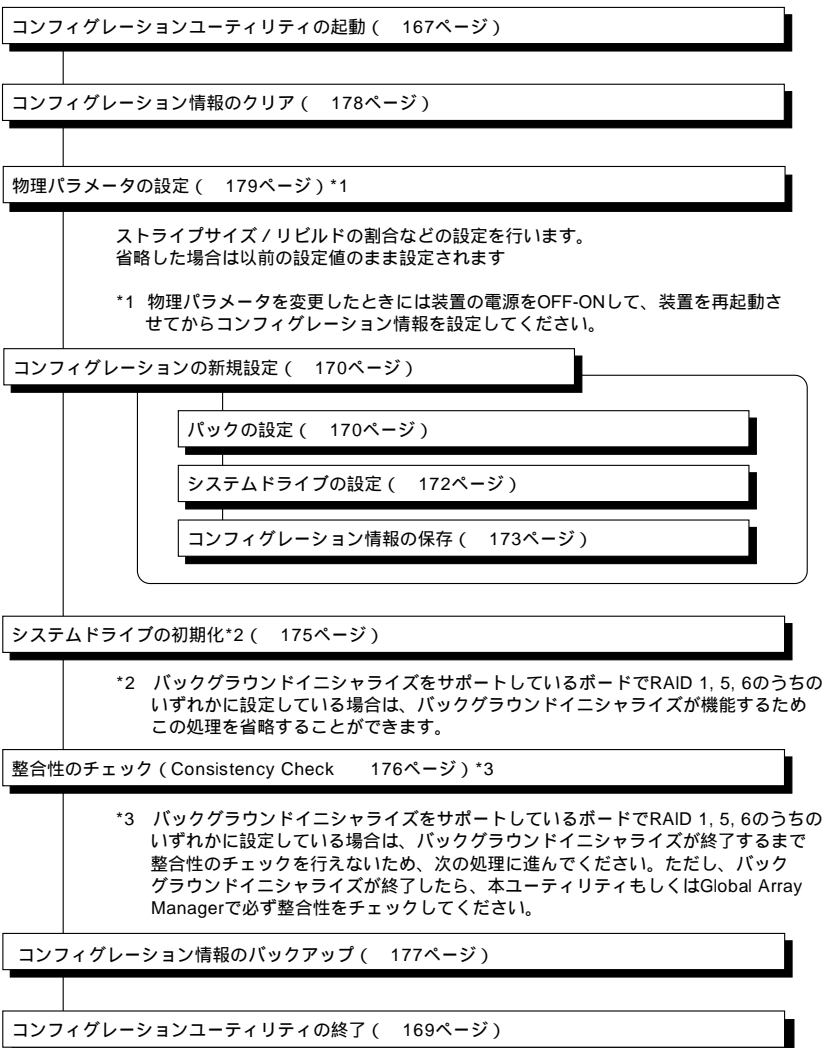 コンフィグレーションユーティリティの起動（　167ページ）
コンフィグレーション情報のクリア（　178ページ）
物理パラメータの設定（　179ページ）*1
ストライプサイズ／リビルドの割合などの設定を行います。
省略した場合は以前の設定値のまま設定されます
*1 物理パラメータを変更したときには装置の電源をOFF-ONして、装置を再起動さ
せてからコンフィグレーション情報を設定してください。
コンフィグレーションの新規設定（　170ページ）
パックの設定（　170ページ）
システムドライブの設定（　172ページ）
コンフィグレーション情報の保存（　173ページ）
システムドライブの初期化*2（　175ページ）
*2 バックグラウンドイニシャライズをサポートしているボードでRAID 1, 5, 6のうちの
いずれかに設定している場合は、バックグラウンドイニシャライズが機能するため
この処理を省略することができます。
整合性のチェック（Consistency Check　176ページ）*3
*3 バックグラウンドイニシャライズをサポートしているボードでRAID 1, 5, 6のうちの
いずれかに設定している場合は、バックグラウンドイニシャライズが終了するまで
整合性のチェックを行えないため、次の処理に進んでください。ただし、バック
グラウンドイニシャライズが終了したら、本ユーティリティもしくはGlobal Array
Managerで必ず整合性をチェックしてください。
コンフィグレーション情報のバックアップ（　177ページ）
コンフィグレーションユーティリティの終了（　169ページ）